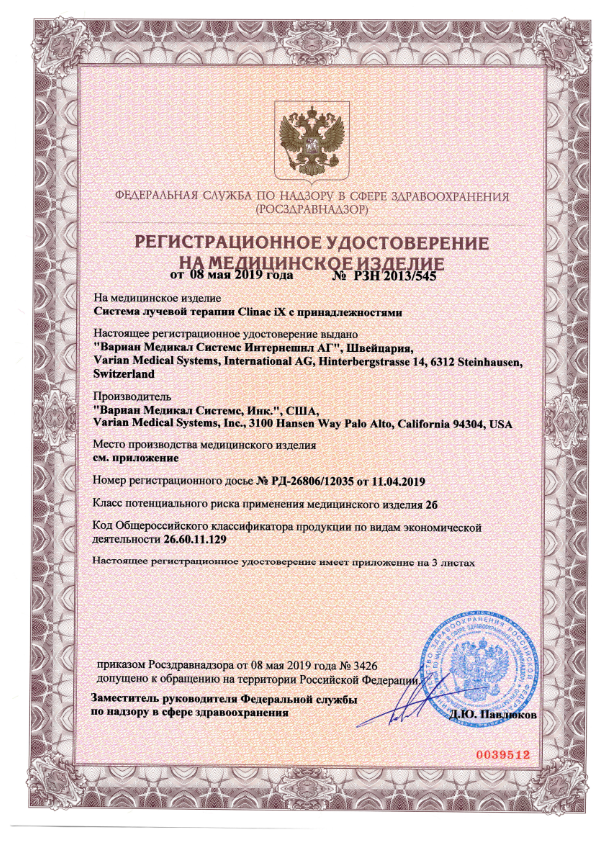 ФЕДЕРАЛЬНАЯ СЛУЖБА ПО НАДЗОРУ В СФЕРЕ ЗДРАВООХРАНЕНИЯ
(РОСЗДРАВНАДЗОР)
РЕГИСТРАЦИОННОЕ УДОСТОВЕРЕНИЕ
НА МЕДИЦИНСКОЕ ИЗДЕЛИЕ
от 08 мая 2019 года № РЗН 2013/545
На медицинское изделие
Система лучевой терапии Clinac iX с принадлежностями
Настоящее регистрационное удостоверение выдано
"Вариан Медикал Системс Интернешнл АГ", Швейцария,
Varian Medical Systems, International AG, Hinterbergstrasse 14, 6312 Steinhausen,
Switzerland
Производитель
"Вариан Медикал Системс, Инк.", США,
Varian Medical Systems, Inc., 3100 Hansen Way Palo Alto, California 94304, USA
Место производства медицинского изделия
см. приложение
Номер регистрационного досье № РД-26806/12035 от 11.04.2019
Класс потенциального риска применения медицинского изделия 2б
Код Общероссийского классификатора продукции по видам экономической
деятельности 26.60.11.129
Настоящее регистрационное удостоверение имеет приложение на 3 листах
приказом Росздравнадзора от 08 мая 2019 года № 3426
допущено к обращению на территории Российской Федерации.
Заместитель руководителя Федеральной службы
по надзору в сфере здравоохранения
Д.Ю. Павлюков
0039512